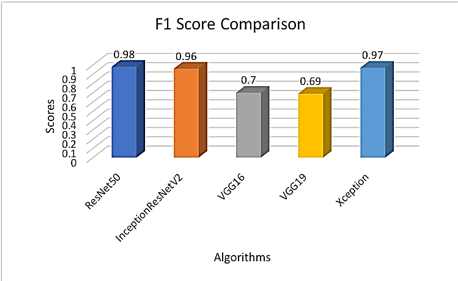 F1 Score Comparison
0.98
0.96
0.7
0.69
0.97
1
0.9
0.8
0.7
0.6
0.5
0.4
0.3
0.2
0.1
0
Scores
ResNet50
InceptionResNetV2
VGG16
VGG19
Xception
Algorithms